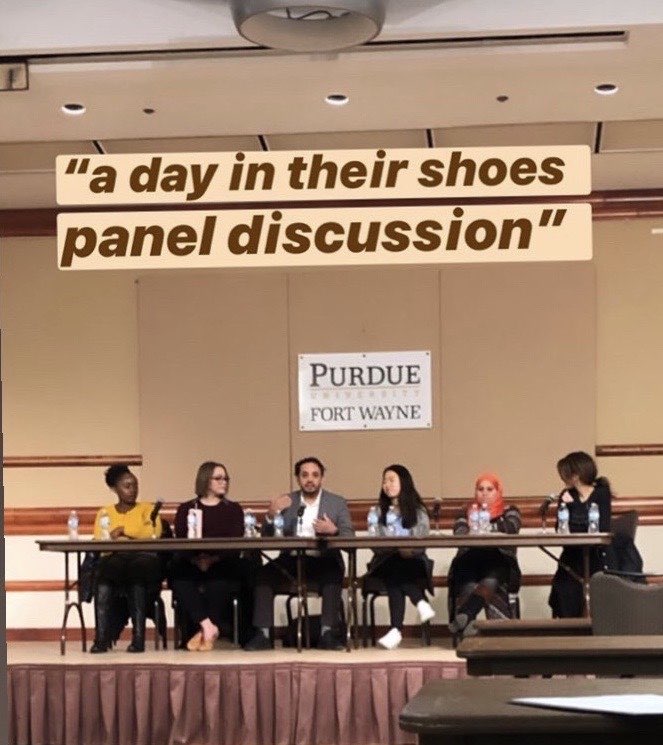 “a day in their shoes
panel discussion”
PURDUE
UNIVERSITY
FORT WAYNE